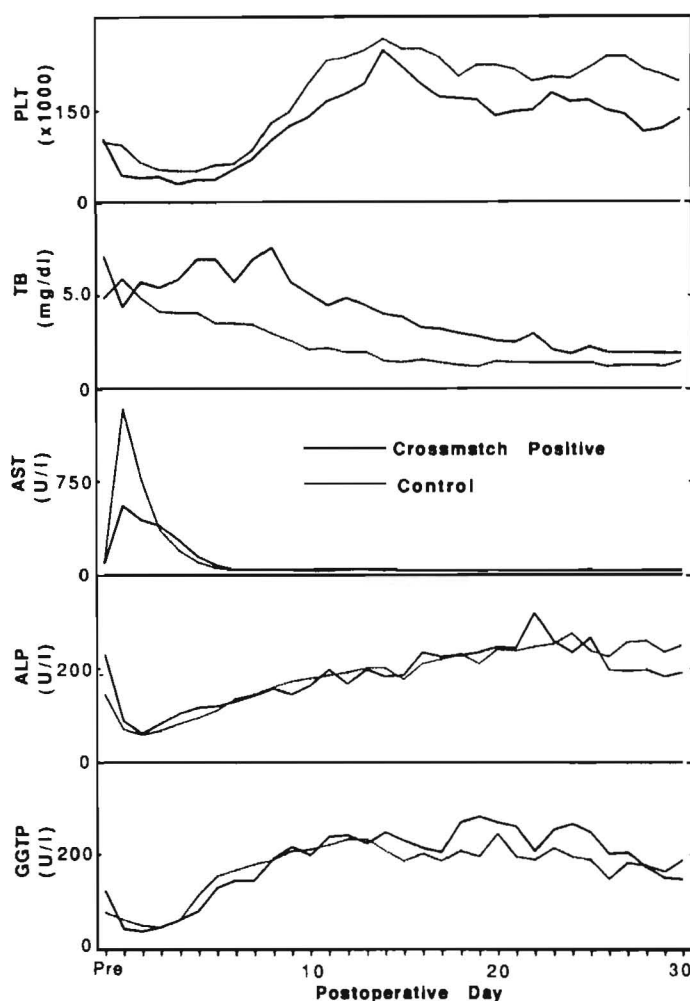 PLT
(x1000)
150
0
TB
(mg/dl)
5.0
0
AST
(U/l)
750
0
Crossmatch Positive
Control
ALP
(U/l)
200
0
GGTP
(U/l)
200
0
Pre 10 20 30
Postoperative Day